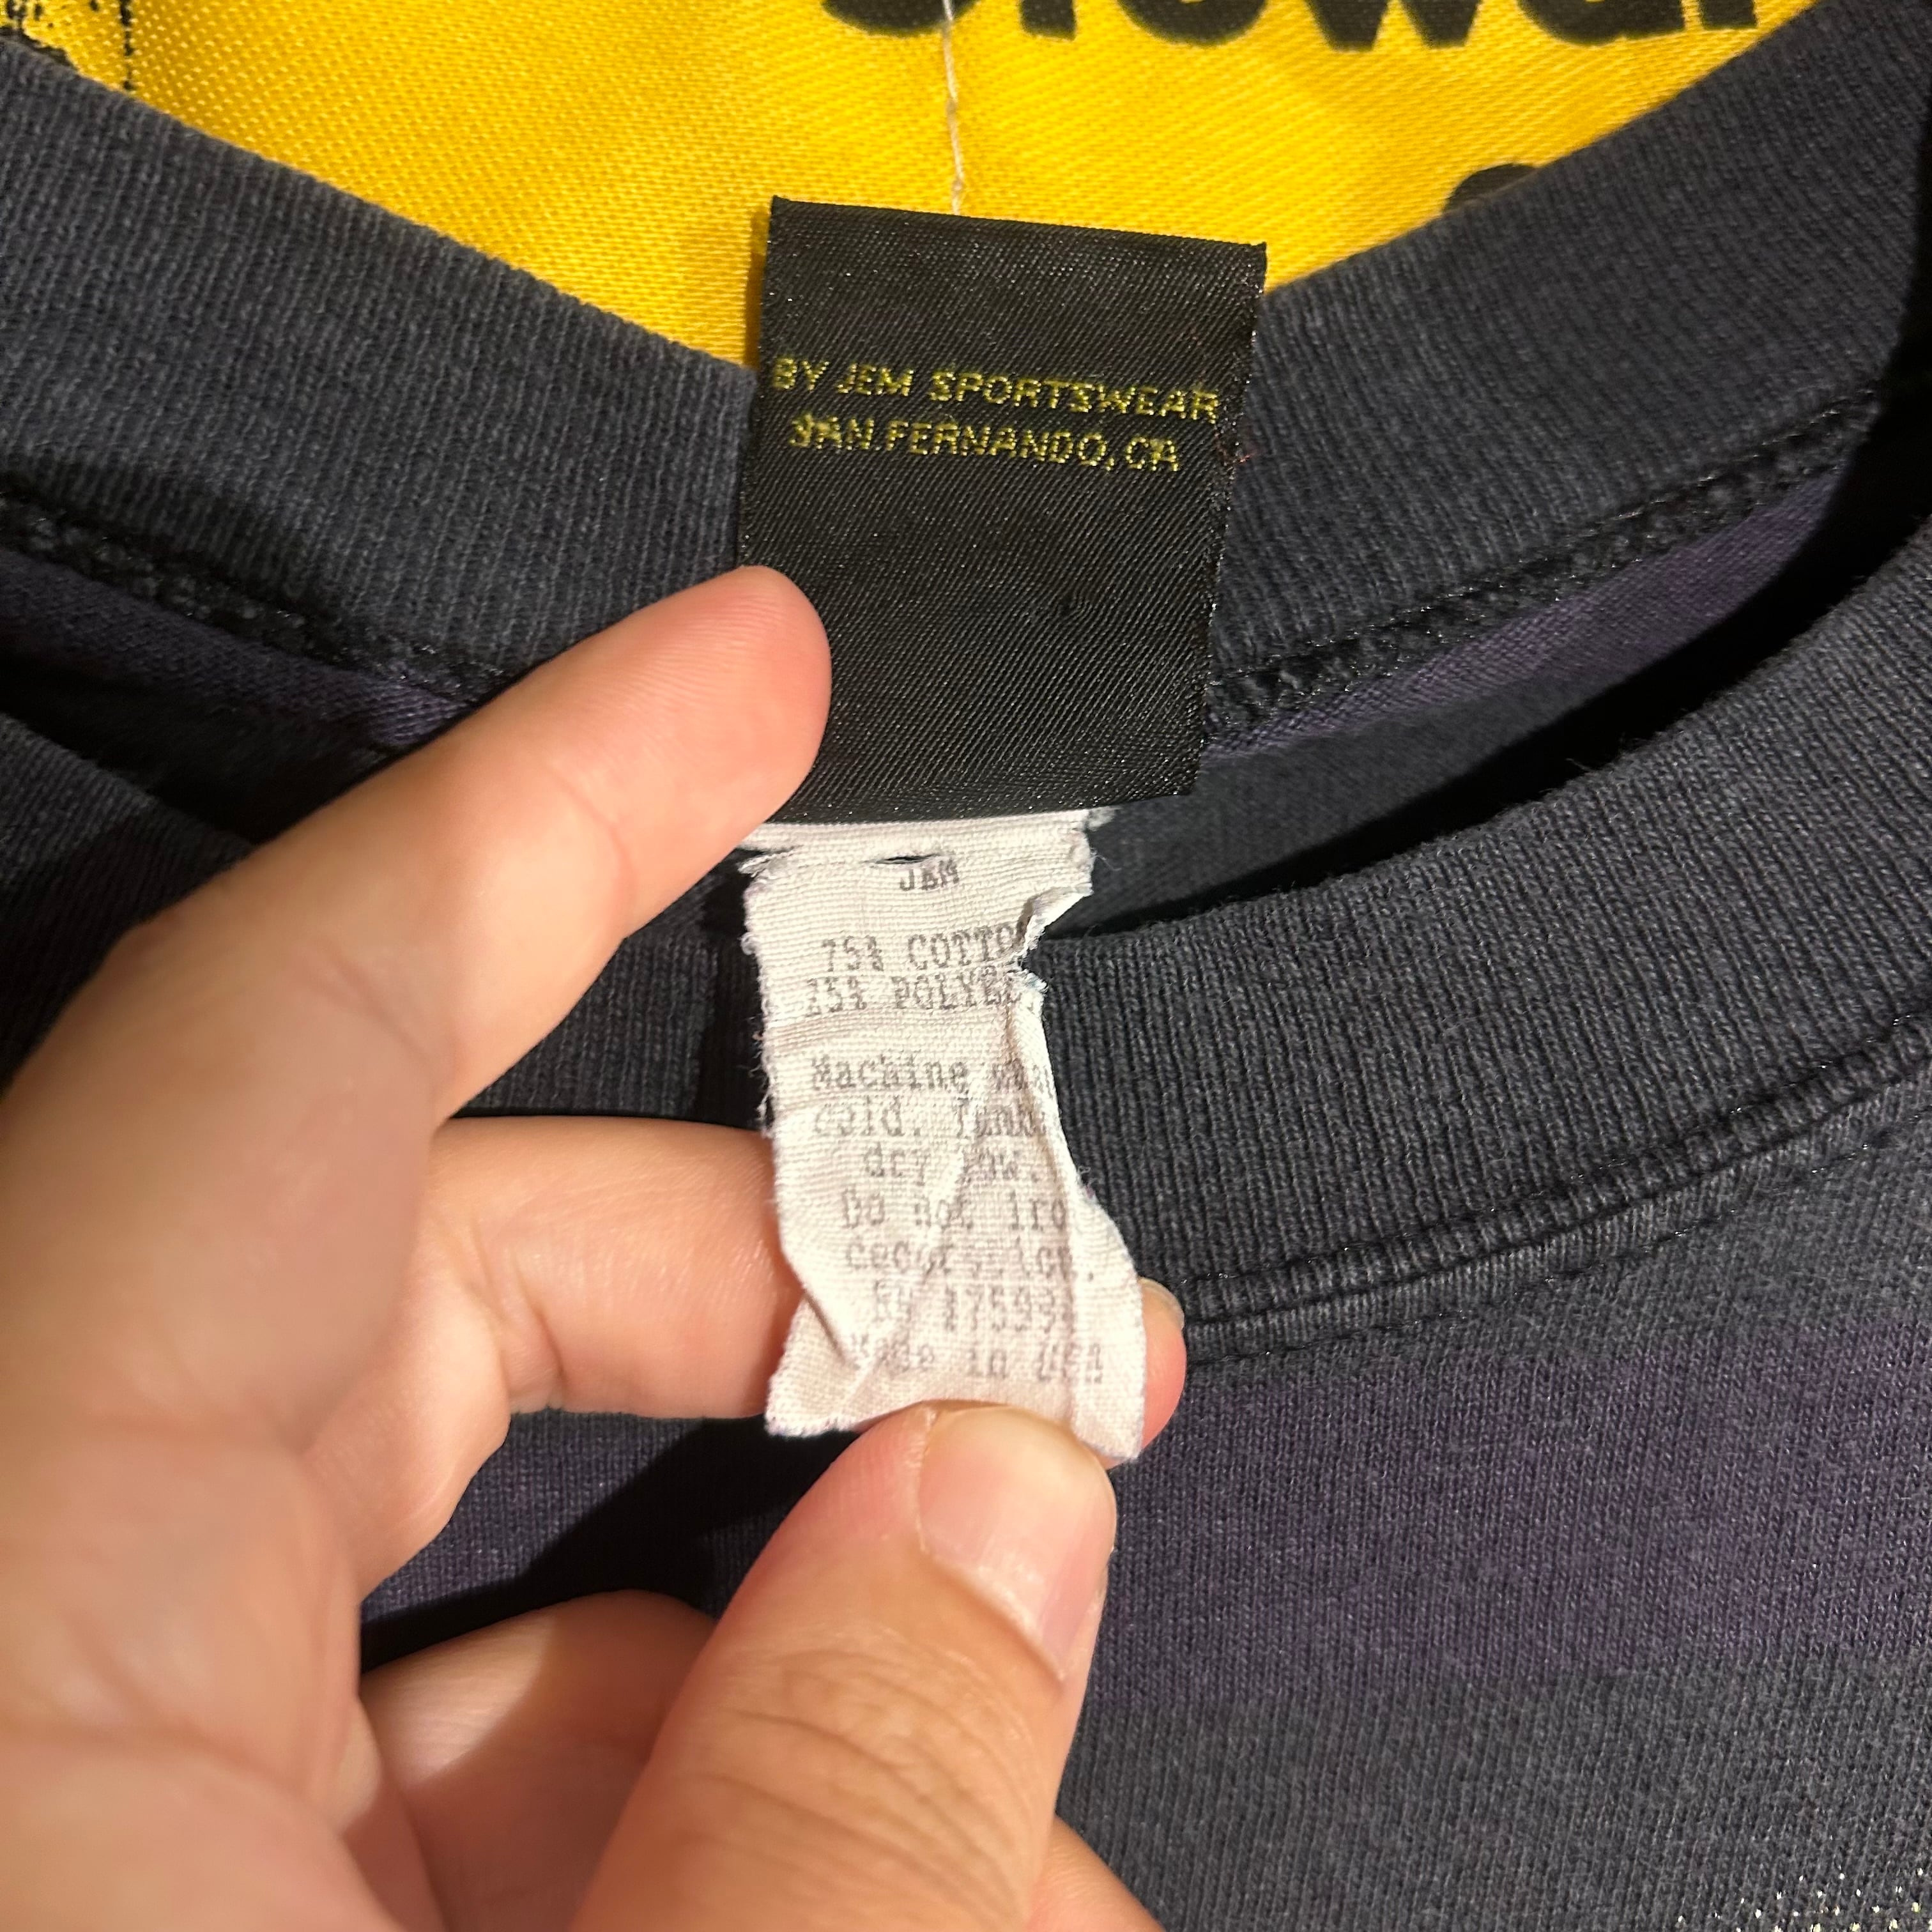 BY JEM SPORTSWEAR
SAN FERNANDO, CA
JEM
75% COTTO
25% POLYES
Machine wa
cold. Tumb
dry low.
Do not iro
decoration.
Made in USA